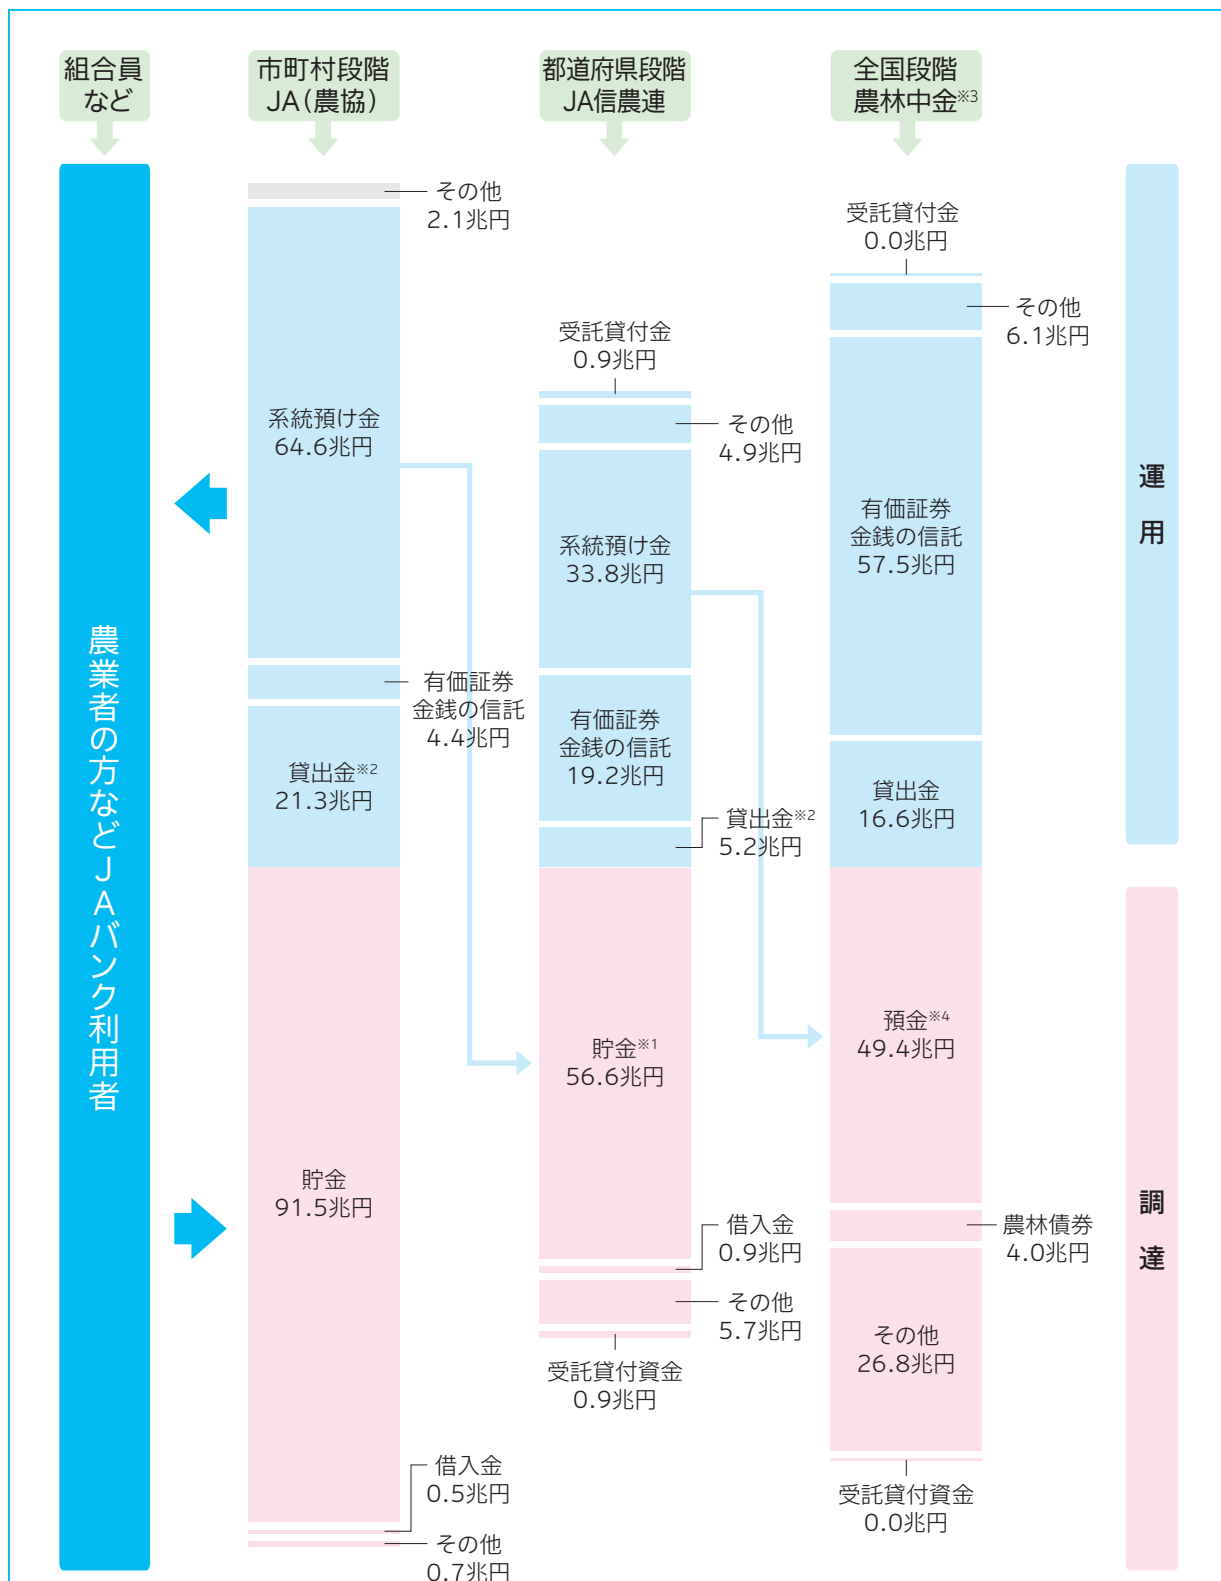 組合員
など
市町村段階
JA(農協)
都道府県段階
JA信農連
全国段階
農林中金※3
農業者の方などJAバンク利用者
その他
2.1兆円
系統預け金
64.6兆円
有価証券
金銭の信託
4.4兆円
貸出金※2
21.3兆円
貯金
91.5兆円
借入金
0.5兆円
その他
0.7兆円
受託貸付金
0.9兆円
その他
4.9兆円
系統預け金
33.8兆円
有価証券
金銭の信託
19.2兆円
貸出金※2
5.2兆円
貯金※1
56.6兆円
借入金
0.9兆円
その他
5.7兆円
受託貸付資金
0.9兆円
受託貸付金
0.0兆円
その他
6.1兆円
有価証券
金銭の信託
57.5兆円
貸出金
16.6兆円
預金※4
49.4兆円
農林債券
4.0兆円
その他
26.8兆円
受託貸付資金
0.0兆円
運用
調達